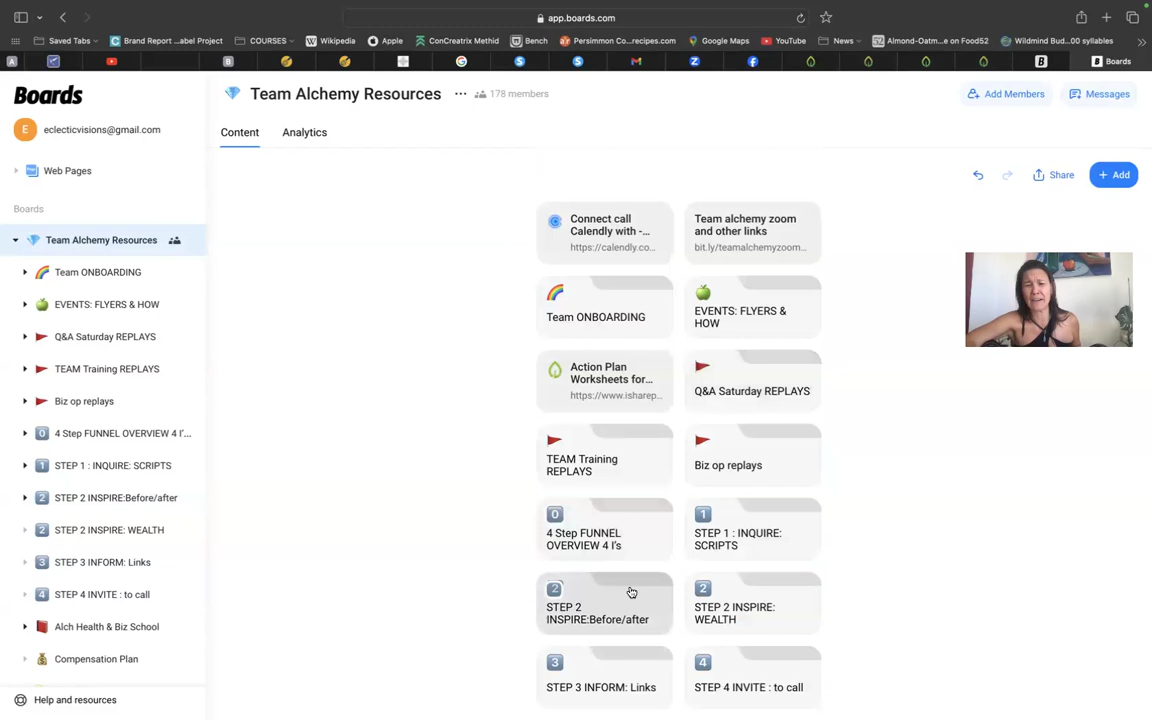 app.boards.com
Saved Tabs
Brand Report ...abel Project
COURSES
Wikipedia
Apple
ConCreatrix Methid
Bench
Persimmon Co...recipes.com
Google Maps
YouTube
News
Almond-Oatm...e on Food52
Wildmind Bud...00 syllables
Boards
Boards
E
eclecticvisions@gmail.com
Web Pages
Boards
Team Alchemy Resources
Team ONBOARDING
EVENTS: FLYERS & HOW
Q&A Saturday REPLAYS
TEAM Training REPLAYS
Biz op replays
0 4 Step FUNNEL OVERVIEW 4 I'...
1 STEP 1 : INQUIRE: SCRIPTS
2 STEP 2 INSPIRE:Before/after
2 STEP 2 INSPIRE: WEALTH
3 STEP 3 INFORM: Links
4 STEP 4 INVITE : to call
Alch Health & Biz School
Compensation Plan
Help and resources
Team Alchemy Resources ... 178 members
Add Members
Messages
Content
Analytics
Share
+ Add
Connect call
Calendly with -...
https://calendly.co...
Team alchemy zoom
and other links
bit.ly/teamalchemyzoom...
Team ONBOARDING
EVENTS: FLYERS &
HOW
Action Plan
Worksheets for...
https://www.isharep...
Q&A Saturday REPLAYS
TEAM Training
REPLAYS
Biz op replays
0
4 Step FUNNEL
OVERVIEW 4 I's
1
STEP 1 : INQUIRE:
SCRIPTS
2
STEP 2
INSPIRE:Before/after
2
STEP 2 INSPIRE:
WEALTH
3
STEP 3 INFORM: Links
4
STEP 4 INVITE : to call